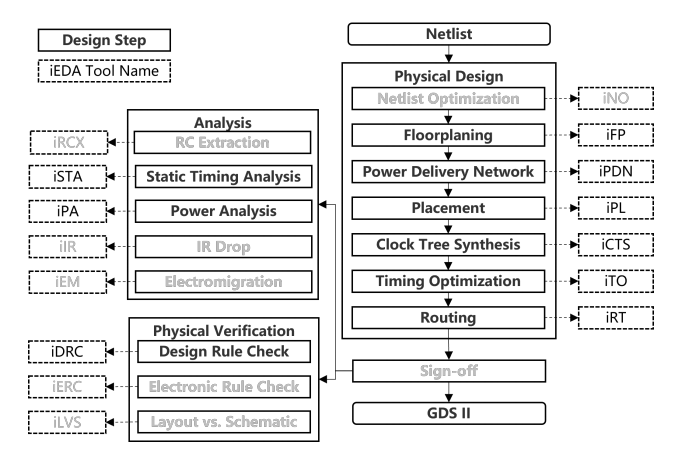 Design Step
iEDA Tool Name
Netlist
Physical Design
Netlist Optimization
iNO
Floorplaning
iFP
Power Delivery Network
iPDN
Placement
iPL
Clock Tree Synthesis
iCTS
Timing Optimization
iTO
Routing
iRT
Sign-off
GDS II
Analysis
iRCX
RC Extraction
iSTA
Static Timing Analysis
iPA
Power Analysis
iIR
IR Drop
iEM
Electromigration
Physical Verification
iDRC
Design Rule Check
iERC
Electronic Rule Check
iLVS
Layout vs. Schematic